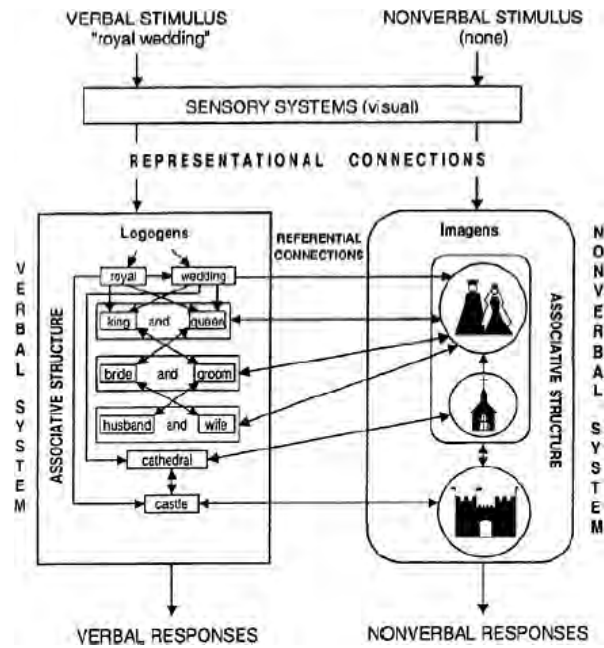 VERBAL STIMULUS
"royal wedding"
NONVERBAL STIMULUS
(none)
SENSORY SYSTEMS (visual)
REPRESENTATIONAL CONNECTIONS
VERBAL SYSTEM
ASSOCIATIVE STRUCTURE
Logogens
royal wedding
king and queen
bride and groom
husband and wife
cathedral
castle
REFERENTIAL
CONNECTIONS
Imagens
ASSOCIATIVE STRUCTURE
NONVERBAL SYSTEM
VERBAL RESPONSES
NONVERBAL RESPONSES